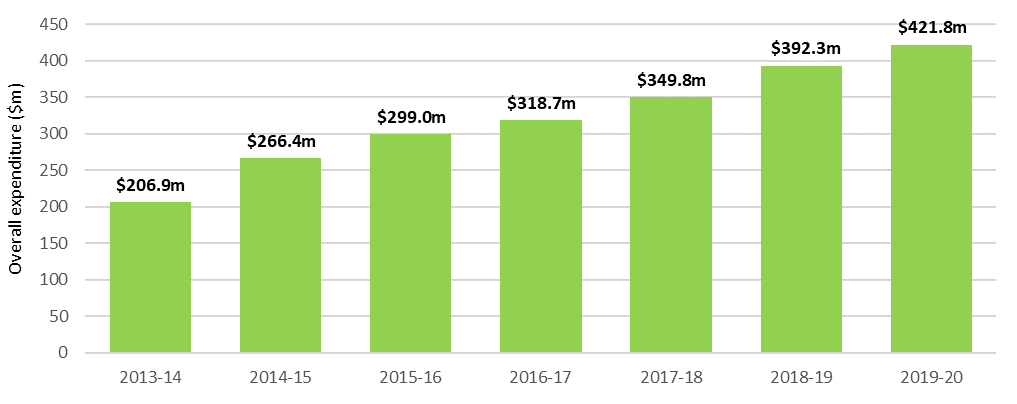 Overall expenditure ($m)
450
400
350
300
250
200
150
100
50
0
$206.9m
$266.4m
$299.0m
$318.7m
$349.8m
$392.3m
$421.8m
2013-14
2014-15
2015-16
2016-17
2017-18
2018-19
2019-20